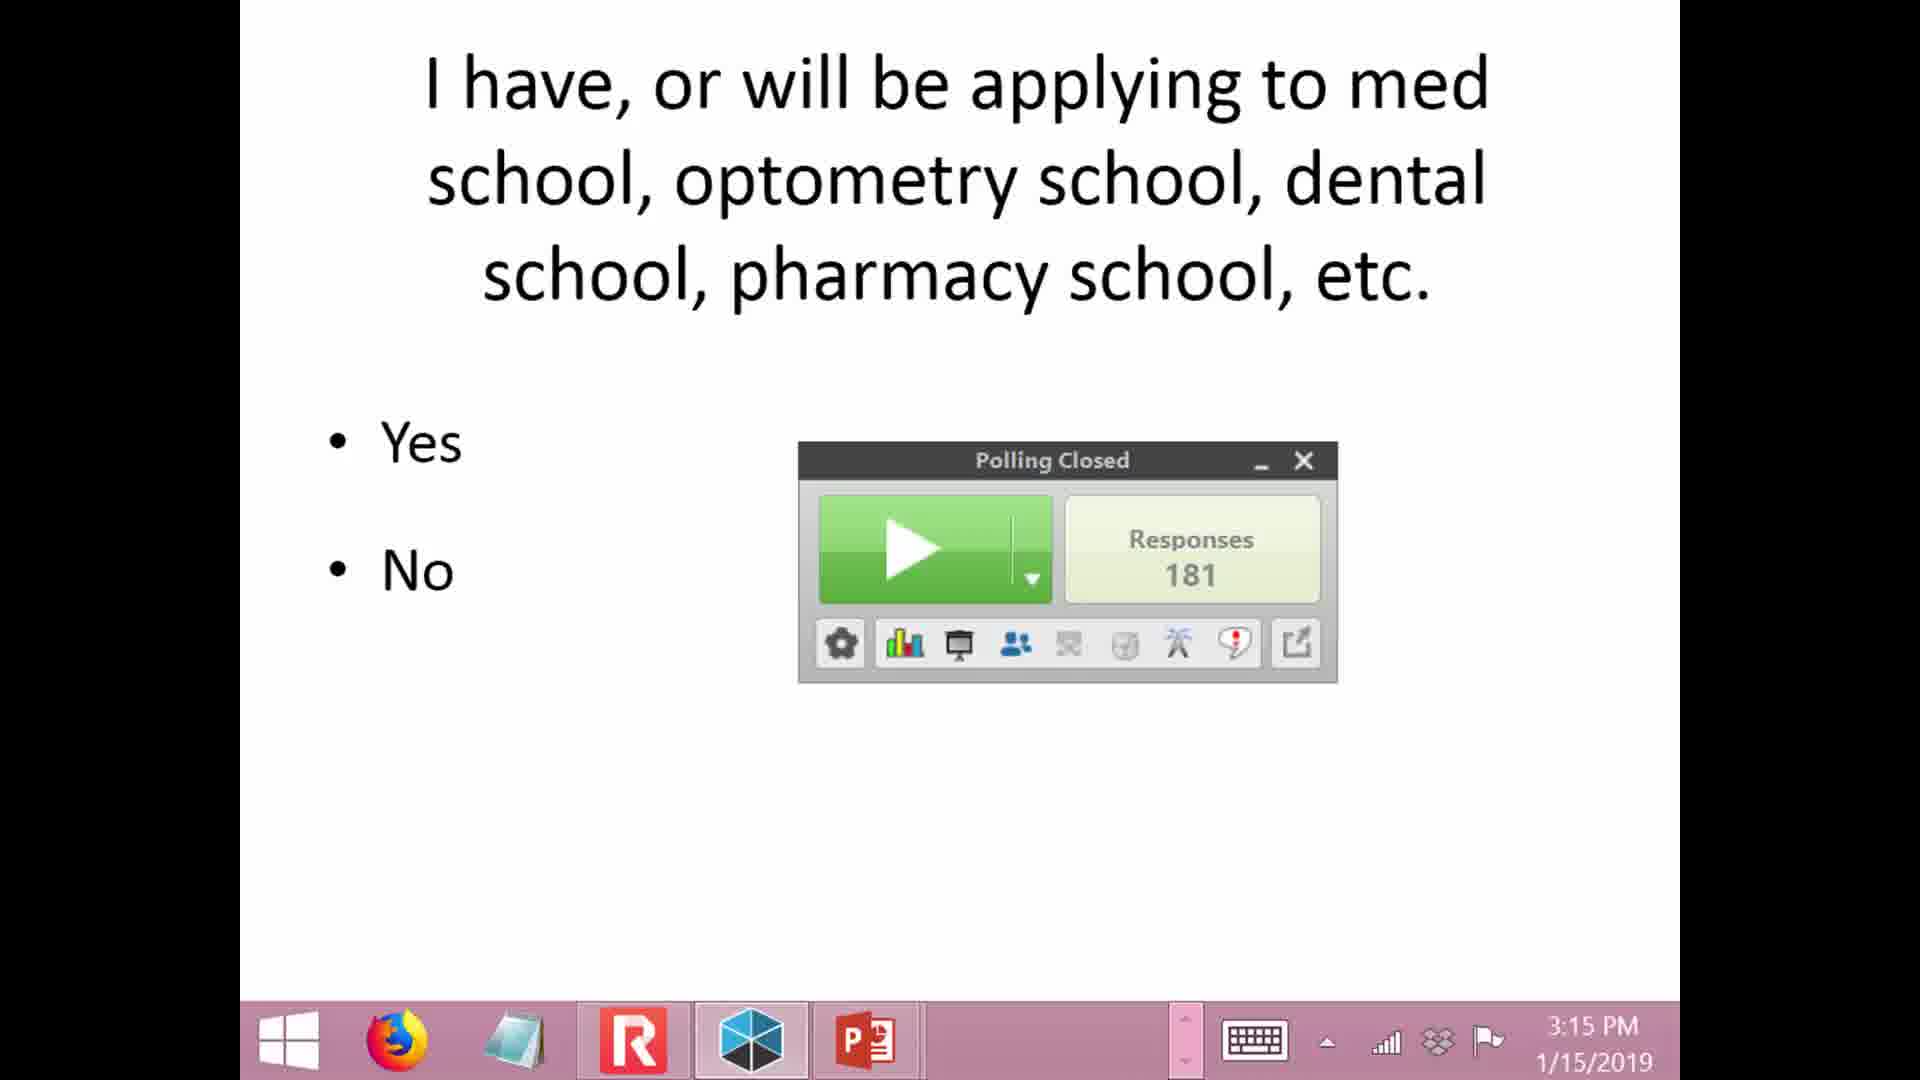 I have, or will be applying to med
school, optometry school, dental
school, pharmacy school, etc.
• Yes
• No
Polling Closed
Responses
181
3:15 PM
1/15/2019